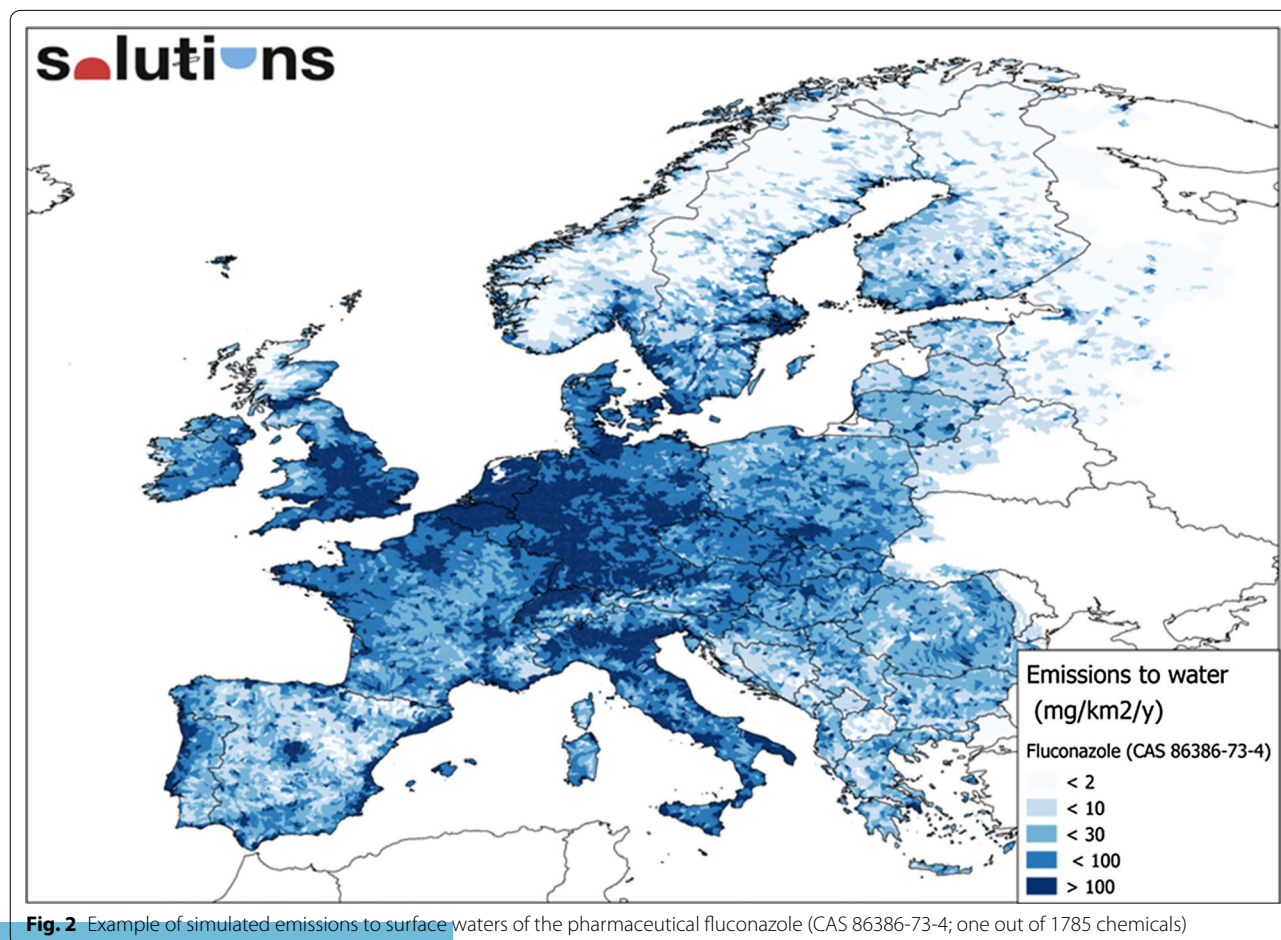 solutions
Emissions to water
(mg/km2/y)
Fluconazole (CAS 86386-73-4)
< 2
< 10
< 30
< 100
> 100
Fig. 2 Example of simulated emissions to surface waters of the pharmaceutical fluconazole (CAS 86386-73-4; one out of 1785 chemicals)